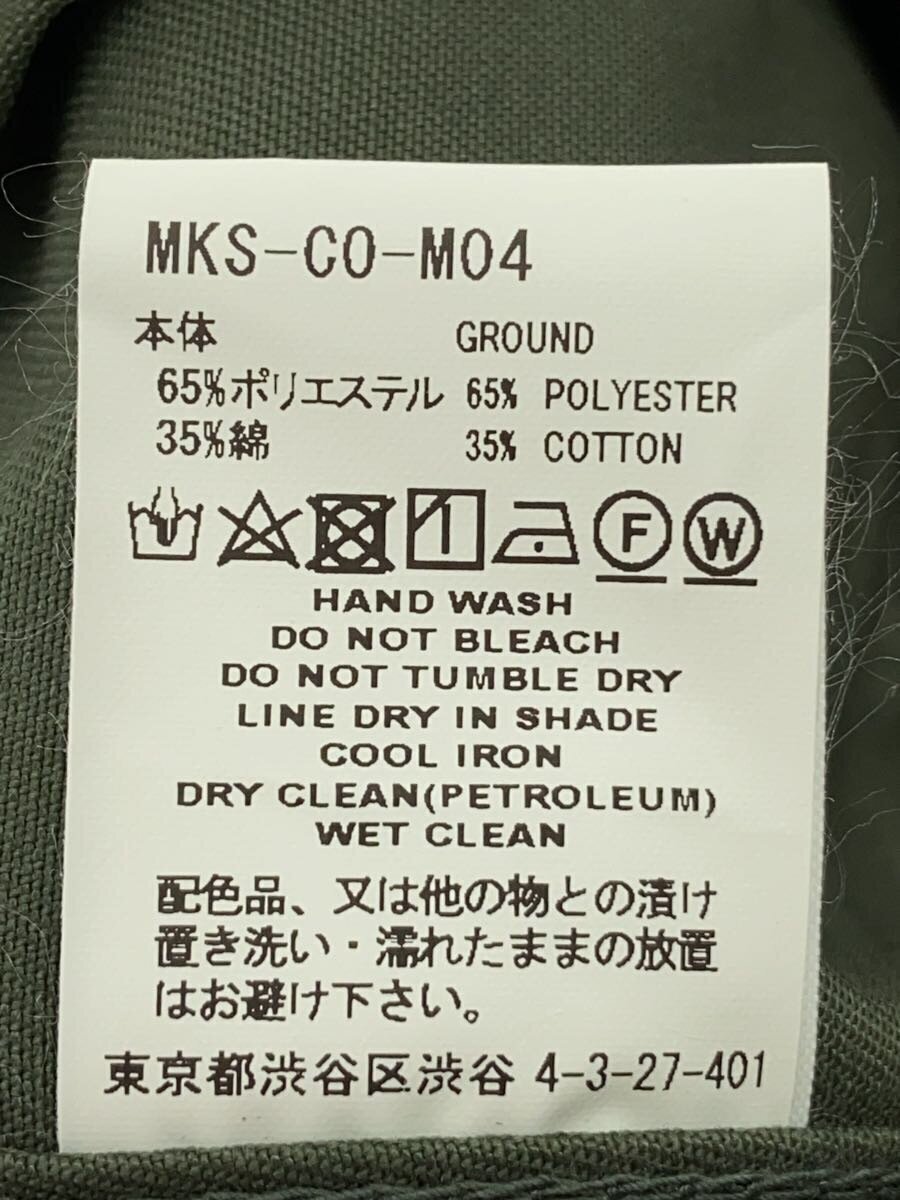 MKS-CO-M04
本体 GROUND
65%ポリエステル 65% POLYESTER
35%綿 35% COTTON
F W
HAND WASH
DO NOT BLEACH
DO NOT TUMBLE DRY
LINE DRY IN SHADE
COOL IRON
DRY CLEAN(PETROLEUM)
WET CLEAN
配色品、又は他の物との漬け
置き洗い・濡れたままの放置
はお避け下さい。
東京都渋谷区渋谷 4-3-27-401